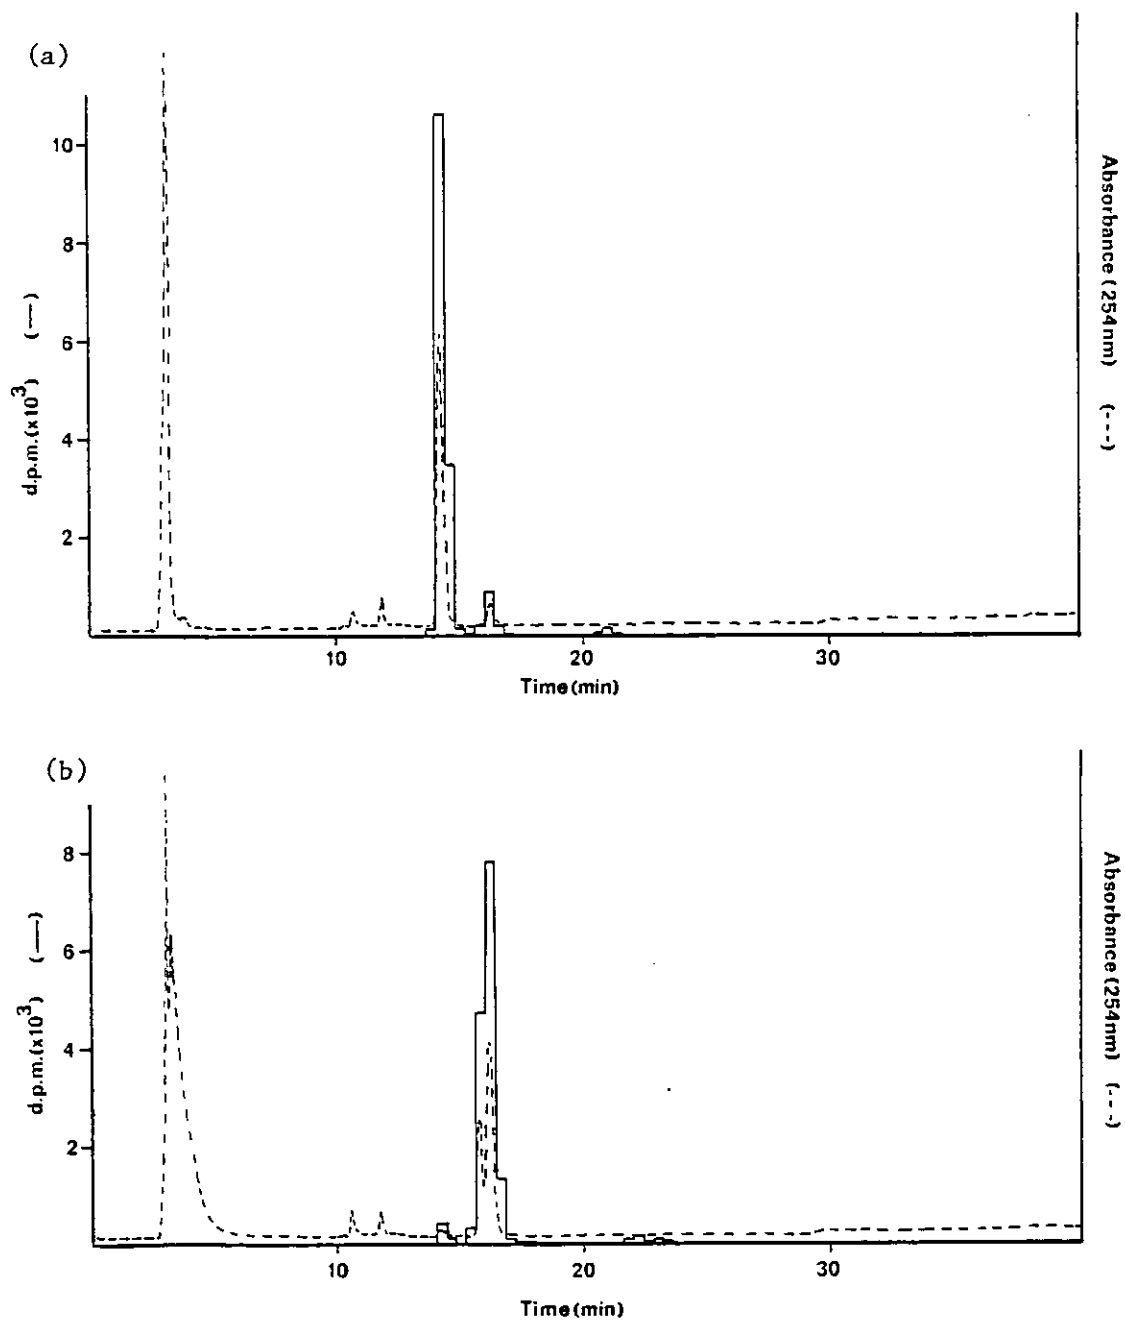 (a)
10
8
6
4
2
d.p.m.(x10³) (—)
Absorbance (254nm) (---)
10 20 30
Time(min)
(b)
8
6
4
2
d.p.m.(x10³) (—)
Absorbance (254nm) (---)
10 20 30
Time(min)